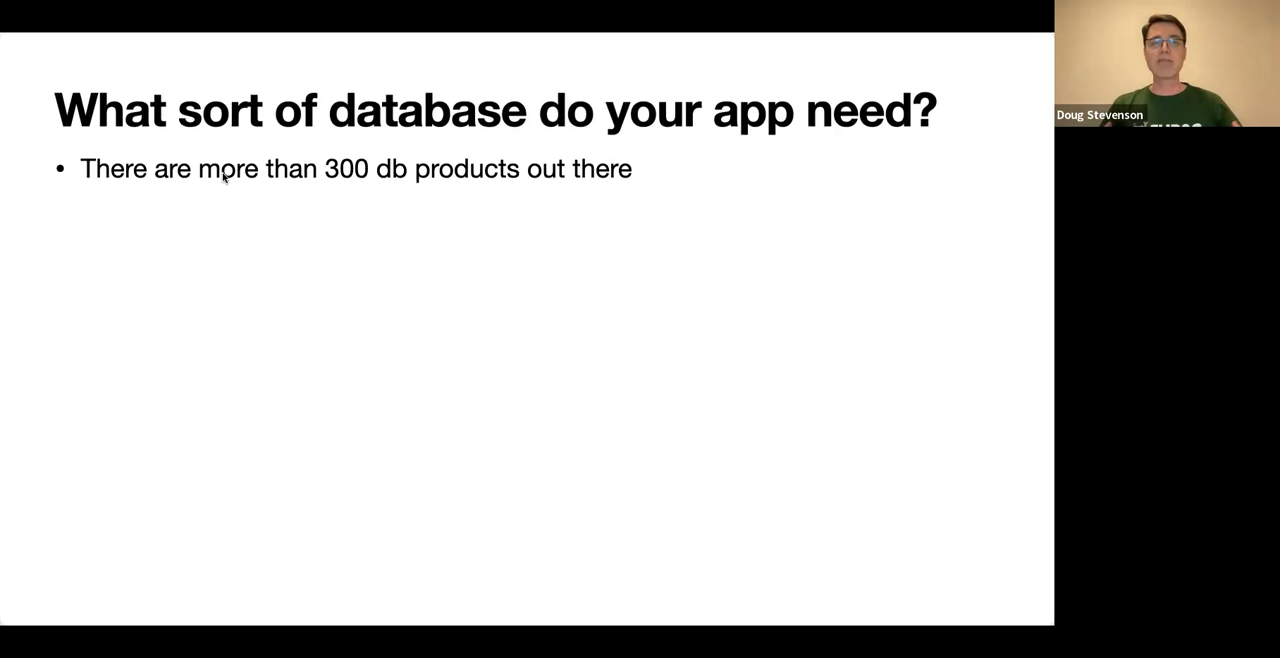 What sort of database do your app need?
• There are more than 300 db products out there
Doug Stevenson